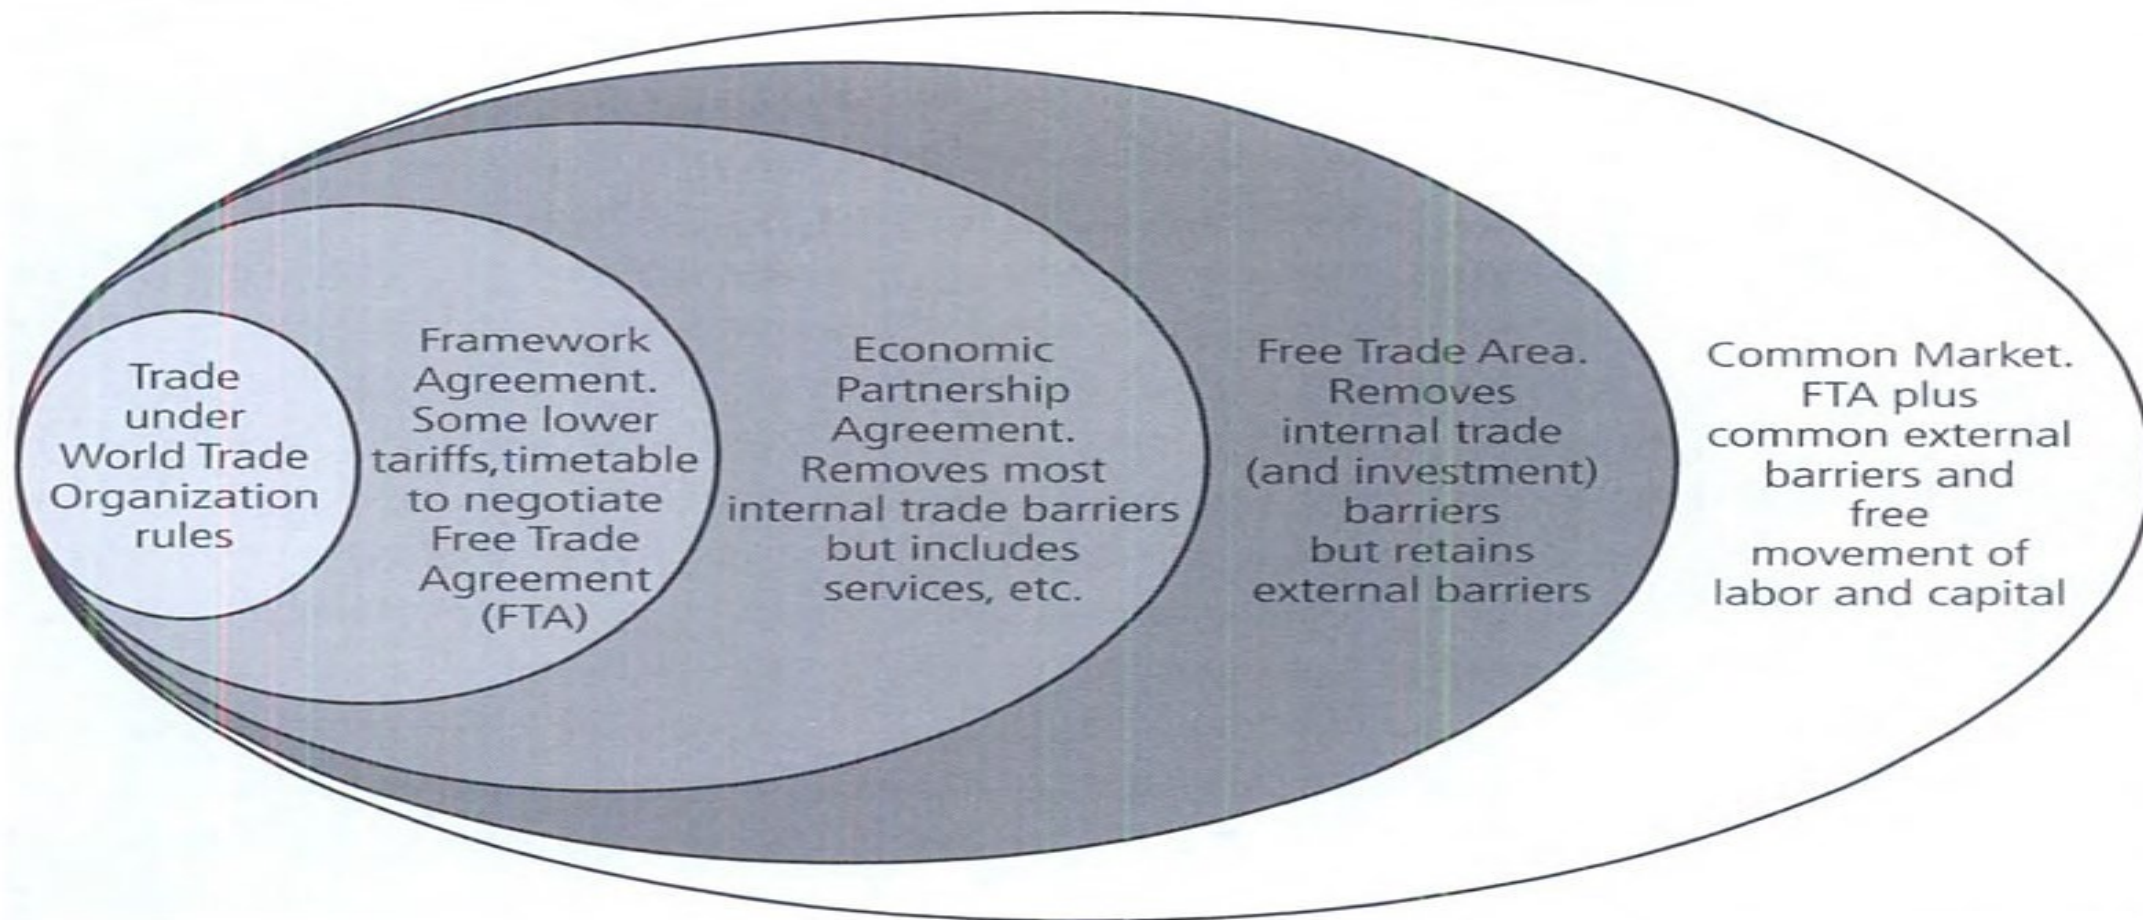 Trade
under
World Trade
Organization
rules
Framework
Agreement.
Some lower
tariffs, timetable
to negotiate
Free Trade
Agreement
(FTA)
Economic
Partnership
Agreement.
Removes most
internal trade barriers
but includes
services, etc.
Free Trade Area.
Removes
internal trade
(and investment)
barriers
but retains
external barriers
Common Market.
FTA plus
common external
barriers and
free
movement of
labor and capital